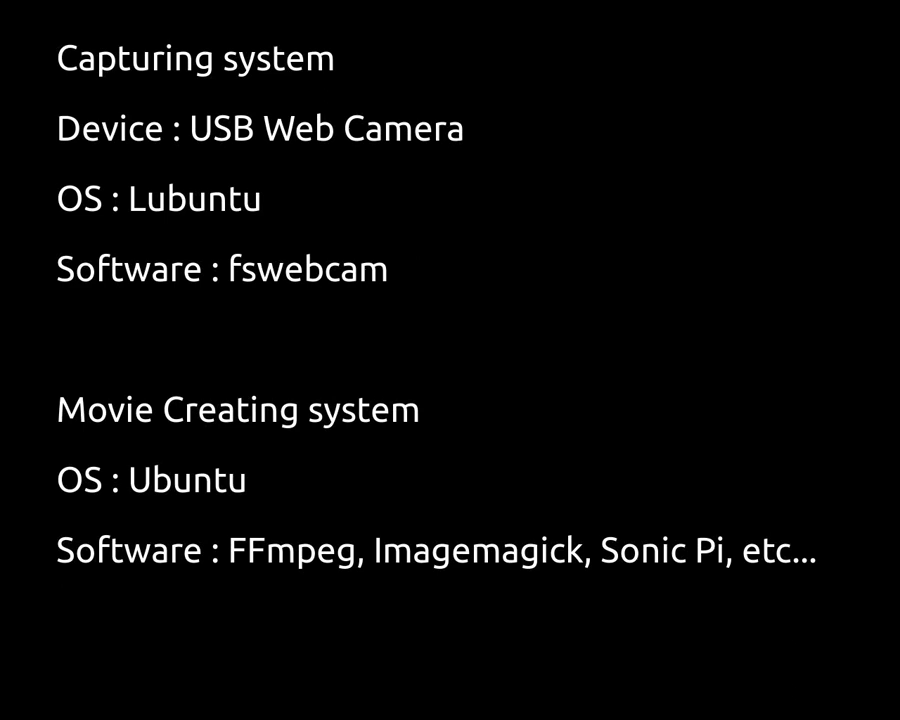 Capturing system
Device : USB Web Camera
OS : Lubuntu
Software : fswebcam
Movie Creating system
OS : Ubuntu
Software : FFmpeg, Imagemagick, Sonic Pi, etc...